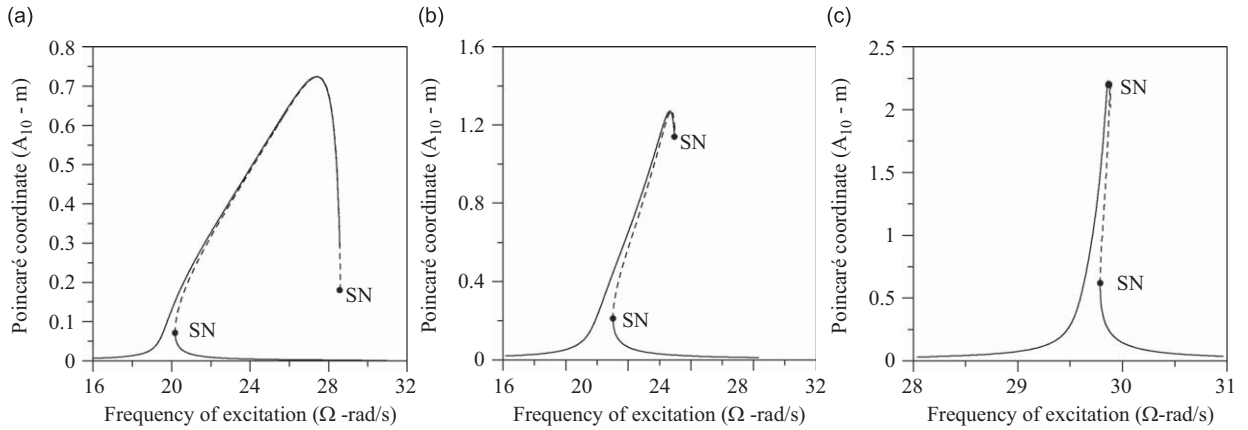 (a)
Poincaré coordinate (A10 - m)
0.8
0.7
0.6
0.5
0.4
0.3
0.2
0.1
0
SN
SN
16 20 24 28 32
Frequency of excitation (Ω -rad/s)
(b)
Poincaré coordinate (A10 - m)
1.6
1.2
0.8
0.4
0
SN
SN
16 20 24 28 32
Frequency of excitation (Ω -rad/s)
(c)
Poincaré coordinate (A10 - m)
2.5
2
1.5
1
0.5
0
SN
SN
28 29 30 31
Frequency of excitation (Ω-rad/s)